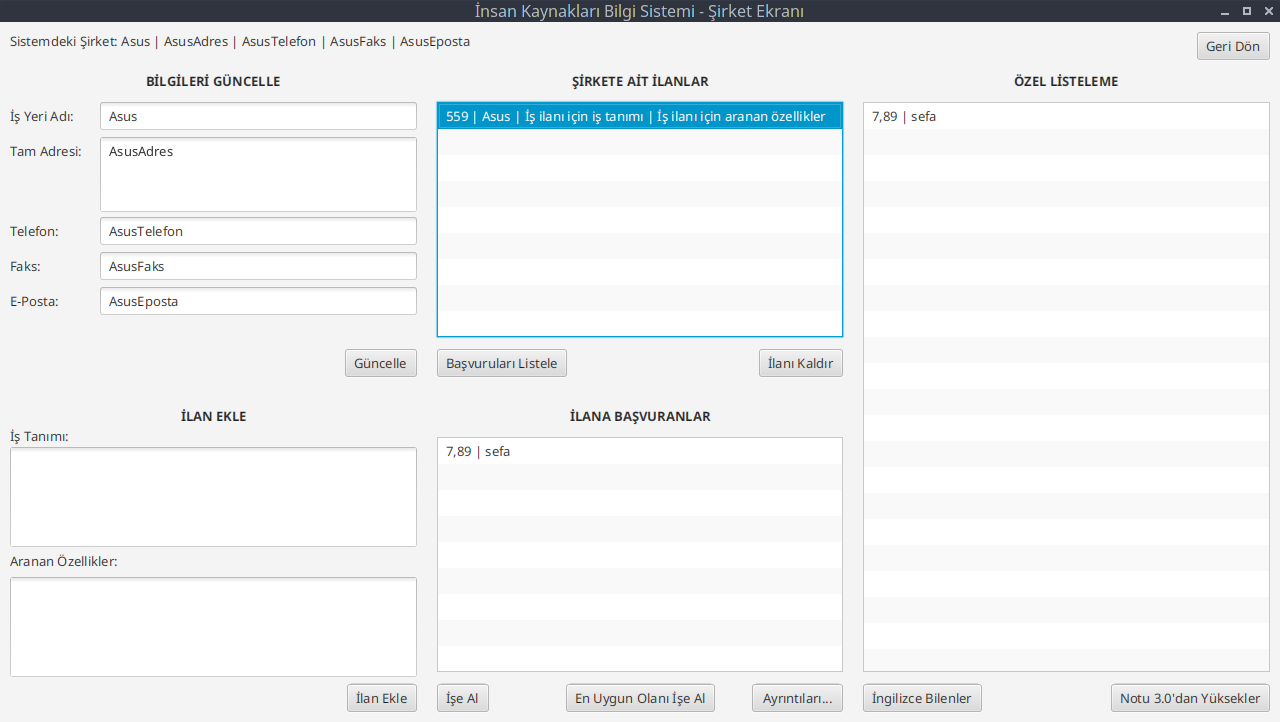 İnsan Kaynakları Bilgi Sistemi - Şirket Ekranı
Sistemdeki Şirket: Asus | AsusAdres | AsusTelefon | AsusFaks | AsusEposta
Geri Dön
BİLGİLERİ GÜNCELLE
İş Yeri Adı:
Asus
Tam Adresi:
AsusAdres
Telefon:
AsusTelefon
Faks:
AsusFaks
E-Posta:
AsusEposta
Güncelle
İLAN EKLE
İş Tanımı:
Aranan Özellikler:
İlan Ekle
ŞİRKETE AİT İLANLAR
559 | Asus | İş ilanı için iş tanımı | İş ilanı için aranan özellikler
Başvuruları Listele
İlanı Kaldır
İLANA BAŞVURANLAR
7,89 | sefa
İşe Al
En Uygun Olanı İşe Al
Ayrıntıları...
ÖZEL LİSTELEME
7,89 | sefa
İngilizce Bilenler
Notu 3.0'dan Yüksekler